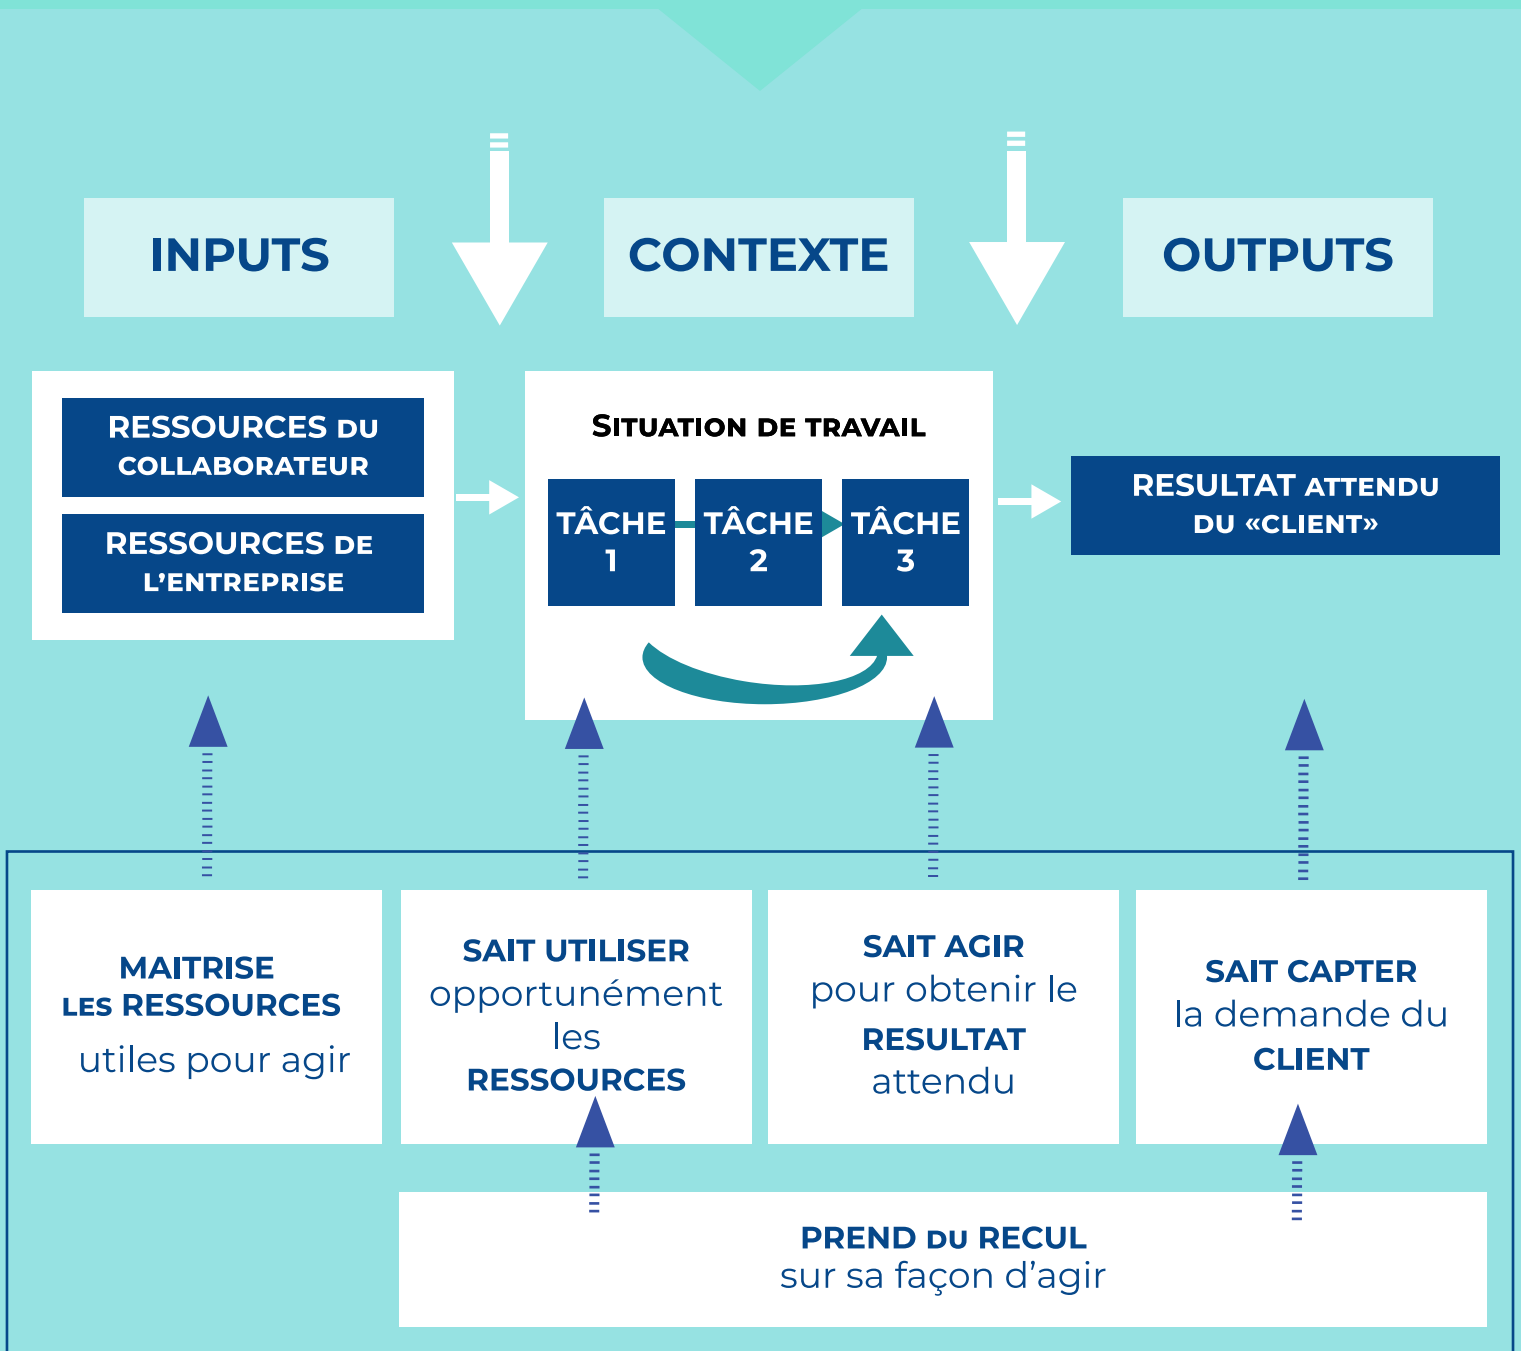 INPUTS
CONTEXTE
OUTPUTS
RESSOURCES DU
COLLABORATEUR
RESSOURCES DE
L’ENTREPRISE
SITUATION DE TRAVAIL
TÂCHE
1
TÂCHE
2
TÂCHE
3
RESULTAT ATTENDU
DU «CLIENT»
MAITRISE
LES RESSOURCES
utiles pour agir
SAIT UTILISER
opportunément
les
RESSOURCES
SAIT AGIR
pour obtenir le
RESULTAT
attendu
SAIT CAPTER
la demande du
CLIENT
PREND DU RECUL
sur sa façon d’agir